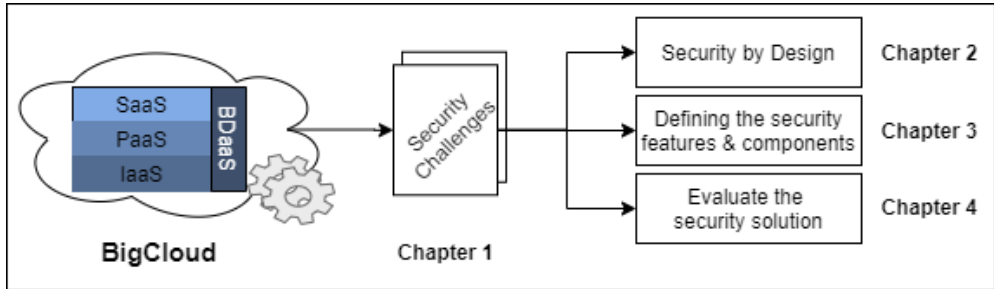 SaaS
PaaS
IaaS
BDaaS
BigCloud
Security
Challenges
Chapter 1
Security by Design
Chapter 2
Defining the security
features & components
Chapter 3
Evaluate the
security solution
Chapter 4